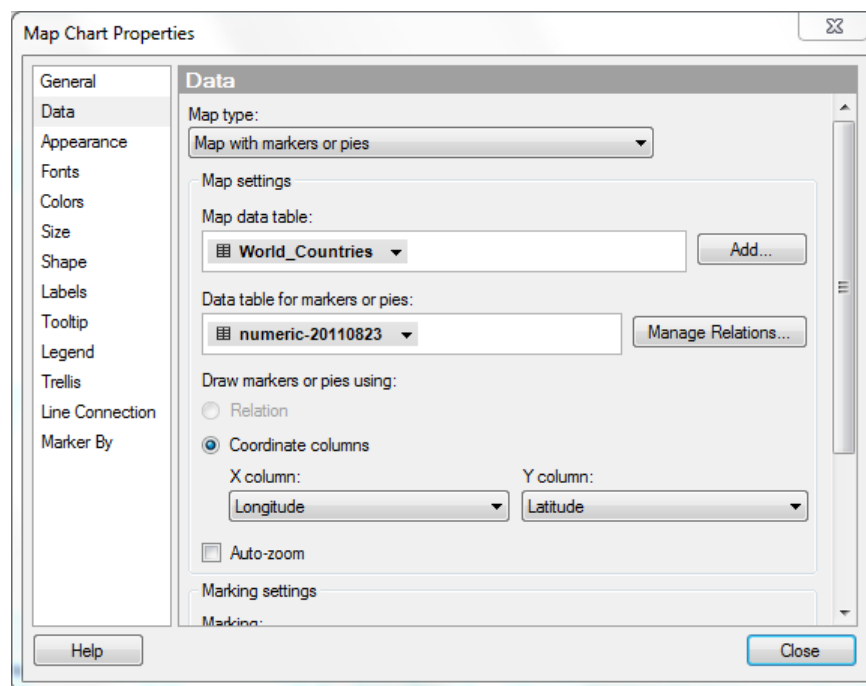 Map Chart Properties
General
Data
Appearance
Fonts
Colors
Size
Shape
Labels
Tooltip
Legend
Trellis
Line Connection
Marker By
Data
Map type:
Map with markers or pies
Map settings
Map data table:
World_Countries
Add...
Data table for markers or pies:
numeric-20110823
Manage Relations...
Draw markers or pies using:
Relation
Coordinate columns
X column: Y column:
Longitude Latitude
Auto-zoom
Marking settings
Marking:
Help Close